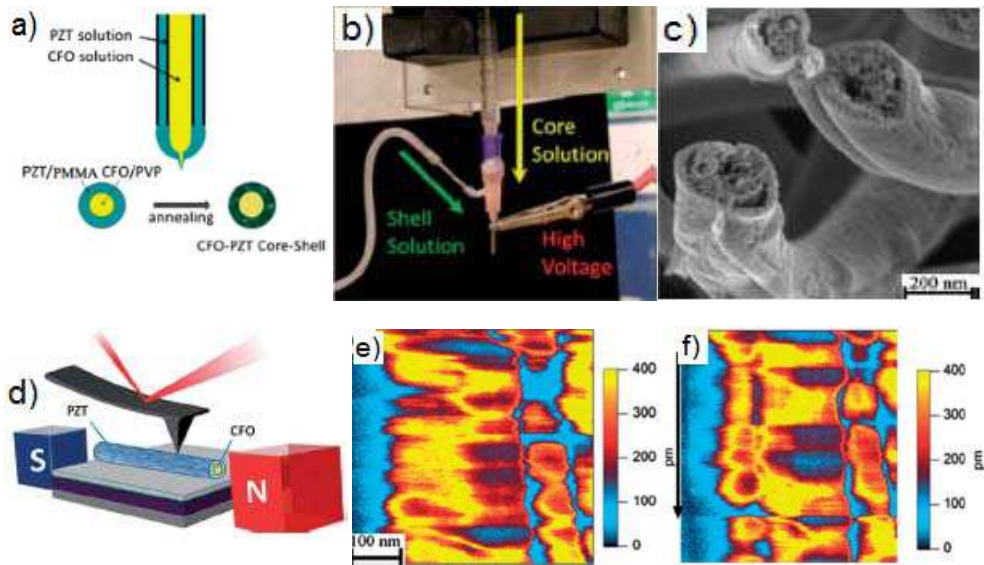 a)
PZT solution
CFO solution
PZT/PMMA CFO/PVP
annealing
CFO-PZT Core-Shell
b)
Core
Solution
Shell
Solution
High
Voltage
c)
200 nm
d)
PZT
CFO
S
N
e)
100 nm
400
300
200
100
0
pm
f)
400
300
200
100
0
pm